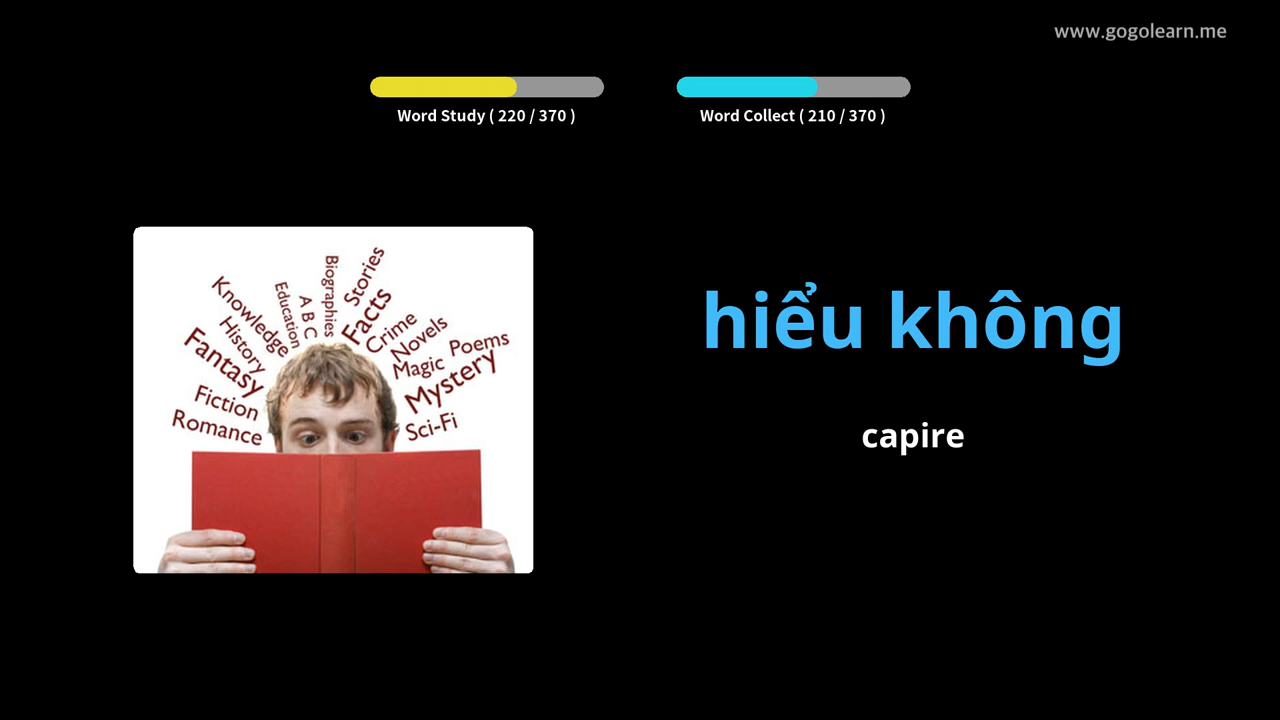 www.gogolearn.me
Word Study ( 220 / 370 )
Word Collect ( 210 / 370 )
Knowledge
History
Fantasy
Fiction
Romance
Education
A B C
Biographies
Stories
Facts
Crime
Novels
Magic
Poems
Mystery
Sci-Fi
hiểu không
capire